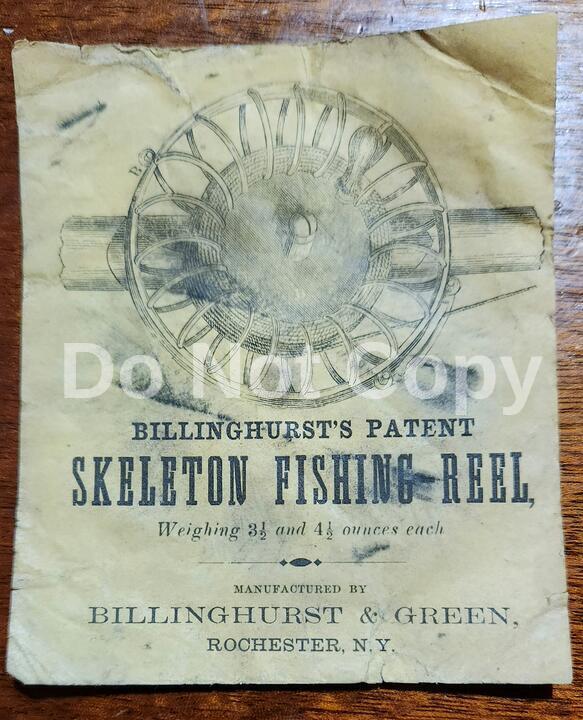 B
Do Not Copy
BILLINGHURST'S PATENT
SKELETON FISHING REEL,
Weighing 3½ and 4½ ounces each
MANUFACTURED BY
BILLINGHURST & GREEN,
ROCHESTER, N.Y.